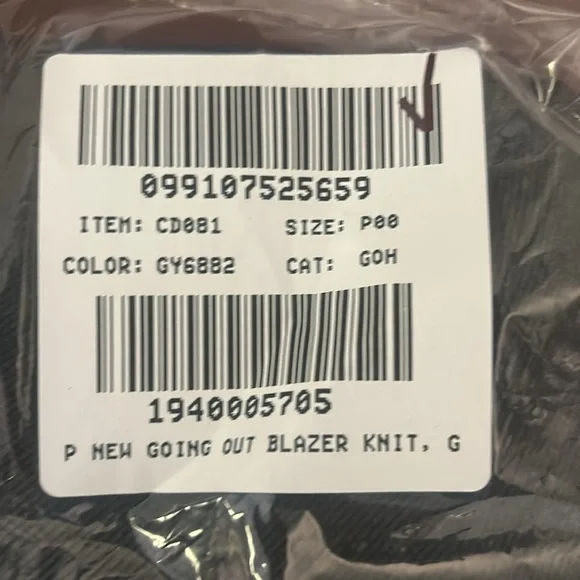 099107525659
ITEM: CD081 SIZE: P00
COLOR: GY6882 CAT: GOH
1940005705
P NEW GOING OUT BLAZER KNIT, G